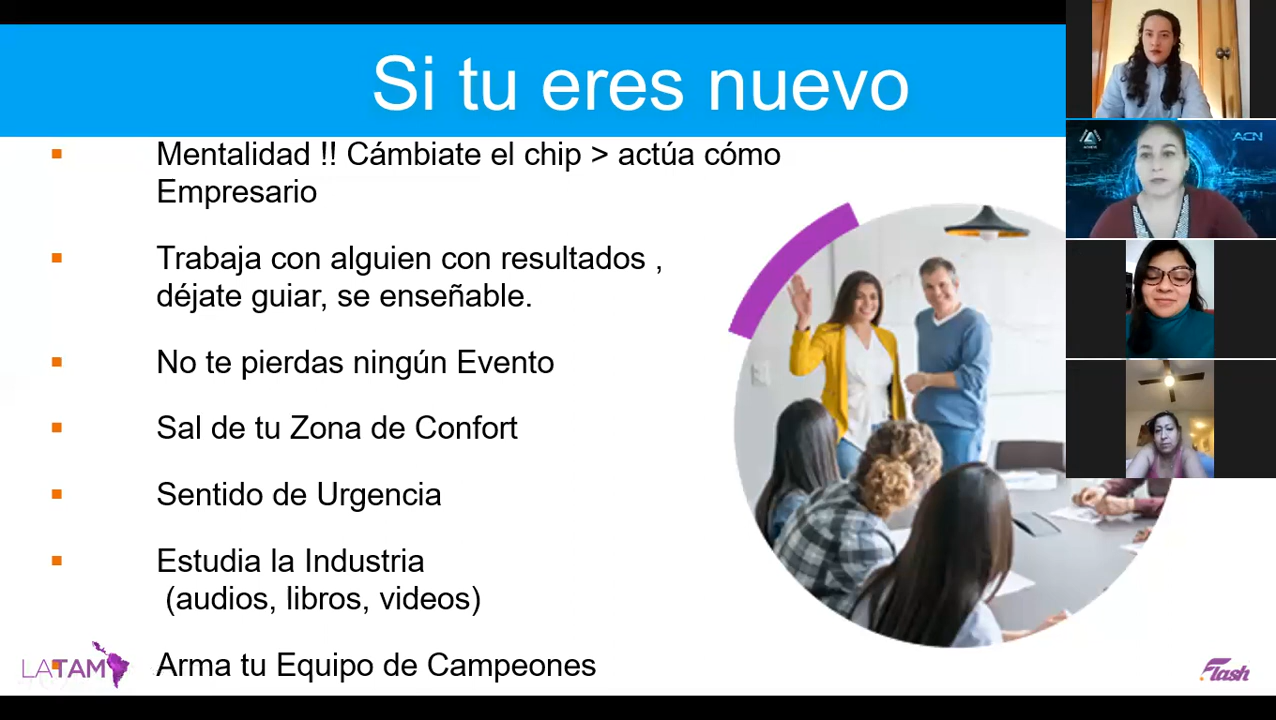 Si tu eres nuevo
Mentalidad !! Cámbiate el chip > actúa cómo
Empresario
Trabaja con alguien con resultados ,
déjate guiar, se enseñable.
No te pierdas ningún Evento
Sal de tu Zona de Confort
Sentido de Urgencia
Estudia la Industria
(audios, libros, videos)
Arma tu Equipo de Campeones
LATAM
Flash
ACN